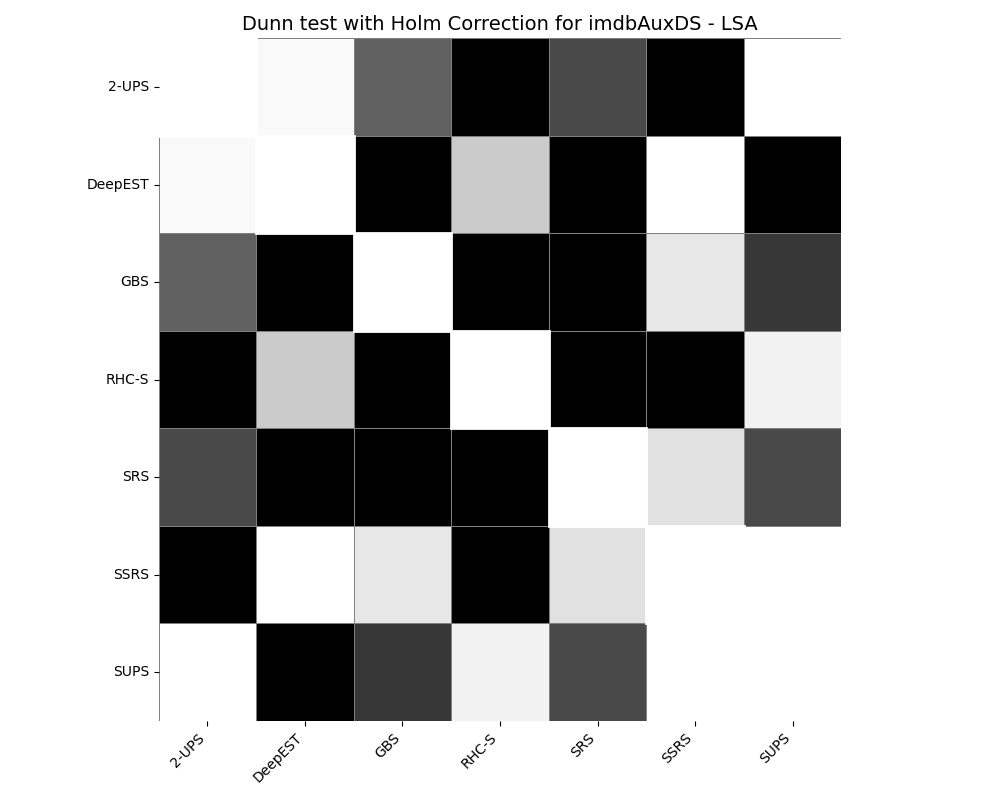 Dunn test with Holm Correction for imdbAuxDS - LSA
2-UPS
DeepEST
GBS
RHC-S
SRS
SSRS
SUPS
2-UPS
DeepEST
GBS
RHC-S
SRS
SSRS
SUPS